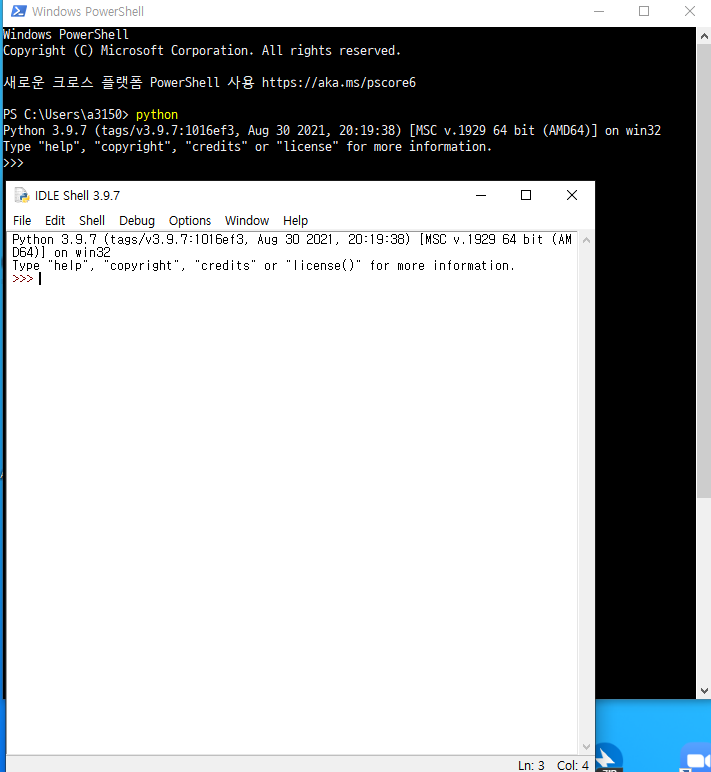 Windows PowerShell
Windows PowerShell
Copyright (C) Microsoft Corporation. All rights reserved.
새로운 크로스 플랫폼 PowerShell 사용 https://aka.ms/pscore6
PS C:\Users\a3150> python
Python 3.9.7 (tags/v3.9.7:1016ef3, Aug 30 2021, 20:19:38) [MSC v.1929 64 bit (AMD64)] on win32
Type "help", "copyright", "credits" or "license" for more information.
>>>
IDLE Shell 3.9.7
File Edit Shell Debug Options Window Help
Python 3.9.7 (tags/v3.9.7:1016ef3, Aug 30 2021, 20:19:38) [MSC v.1929 64 bit (AM
D64)] on win32
Type "help", "copyright", "credits" or "license()" for more information.
>>>
Ln: 3 Col: 4